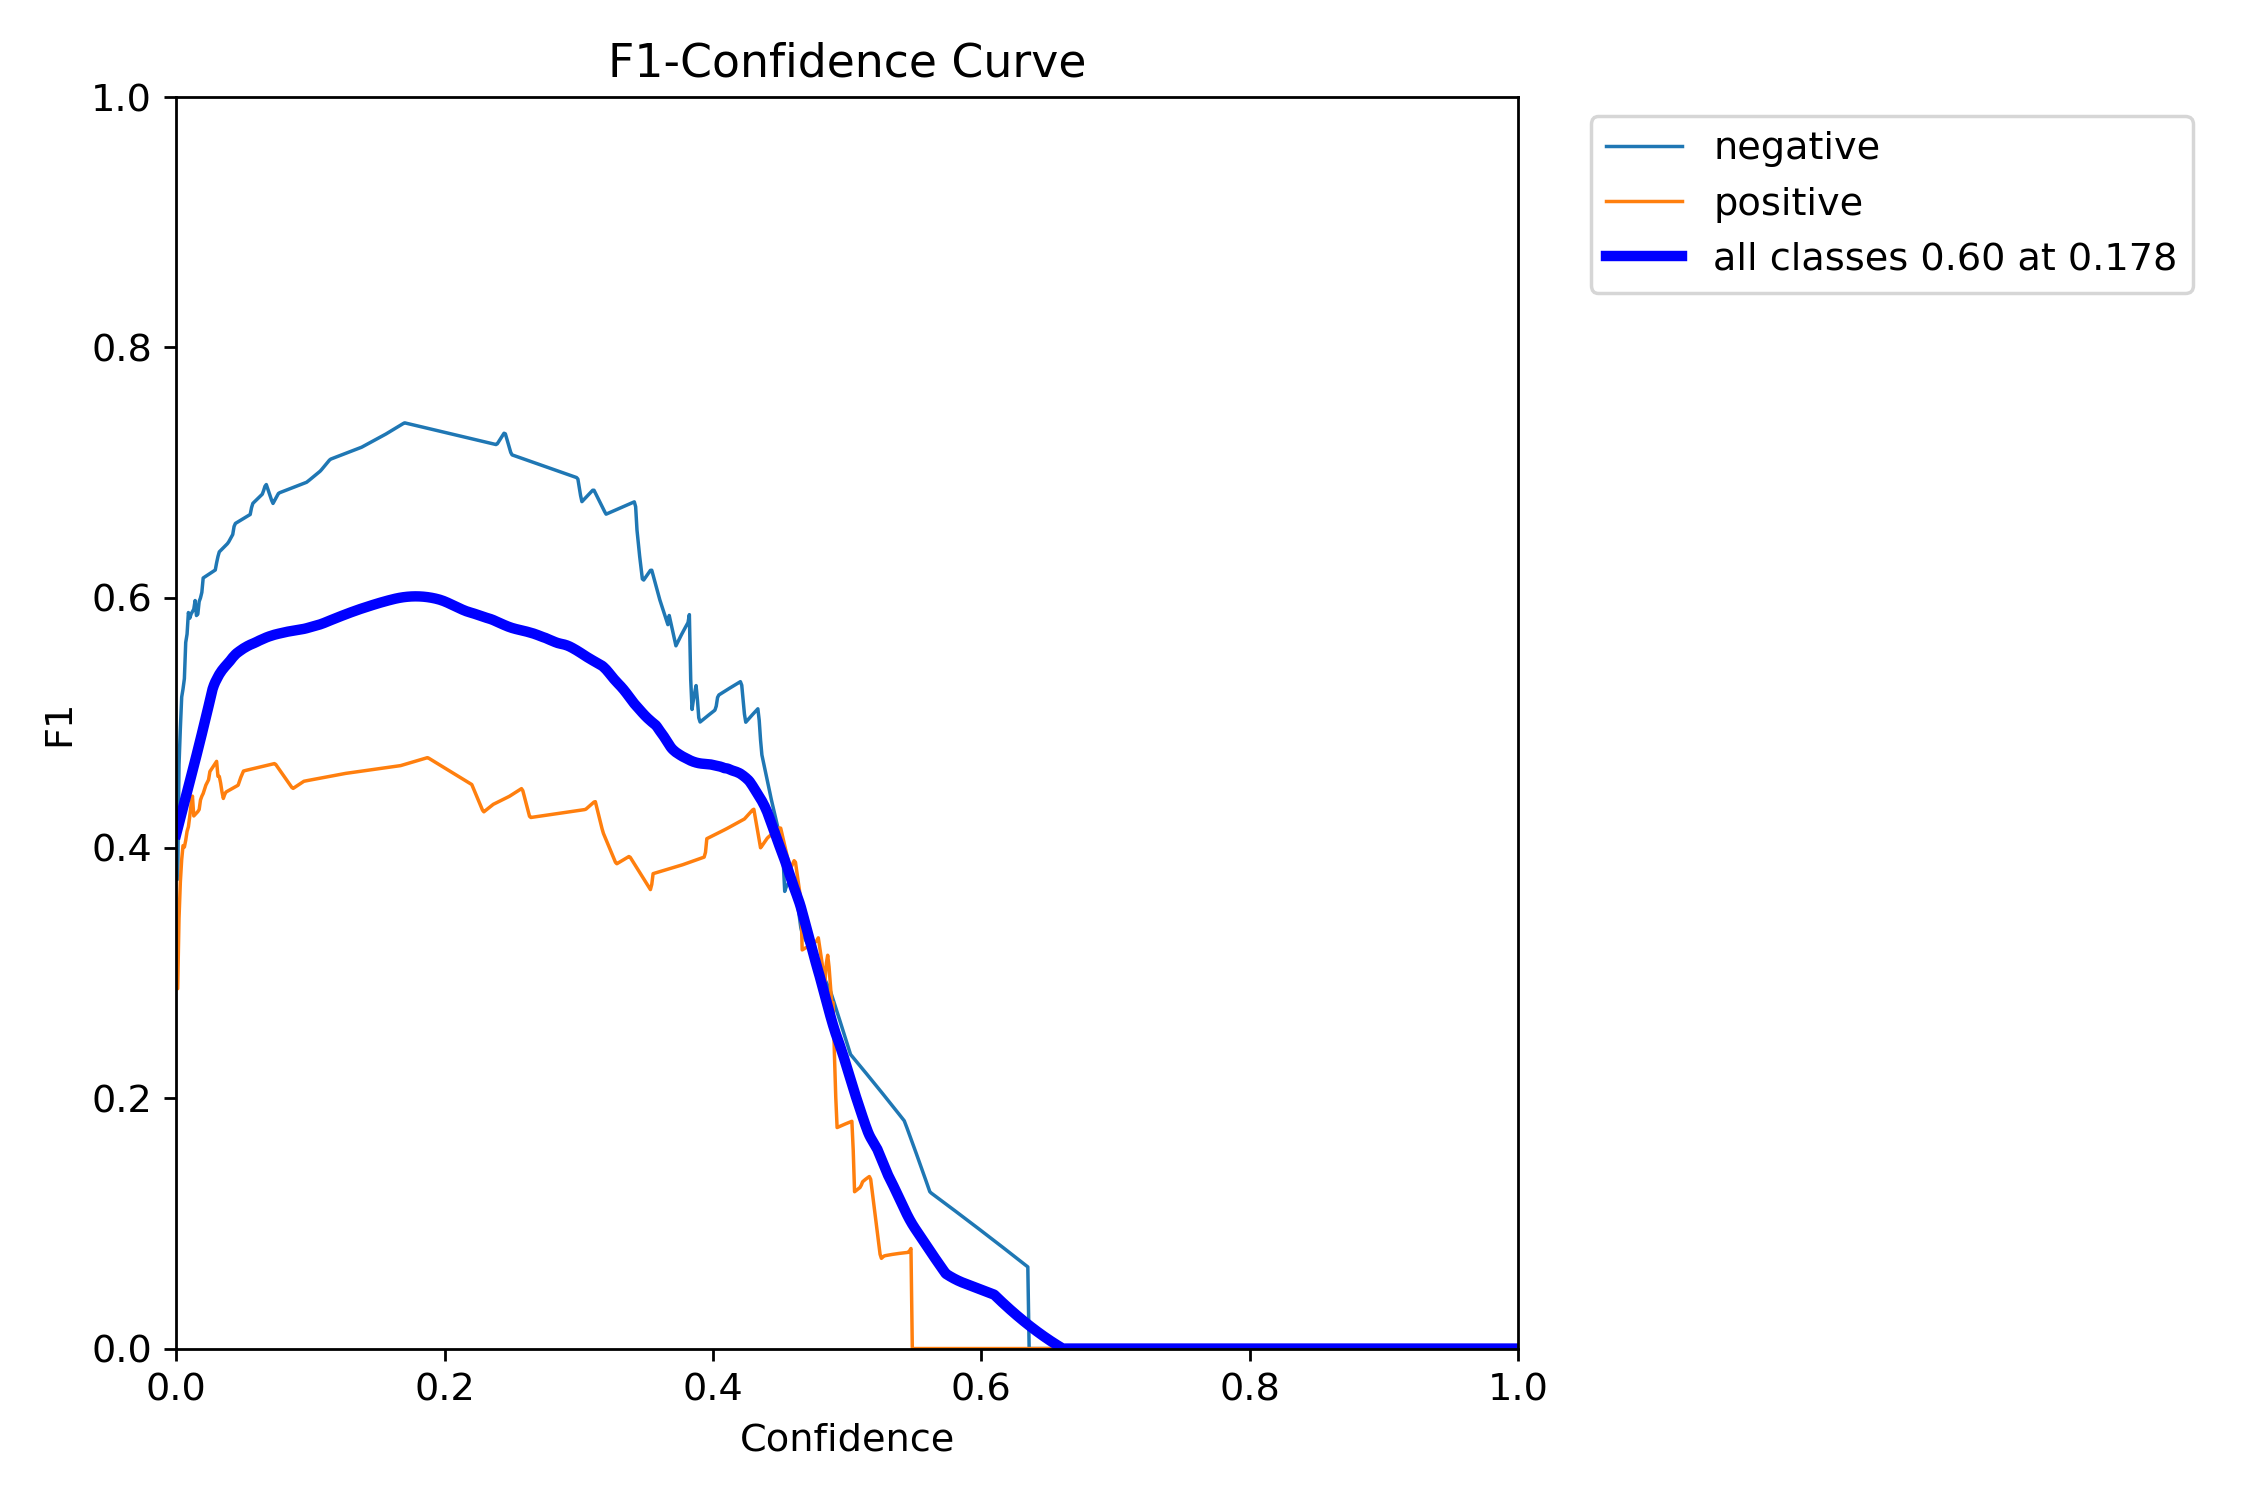 F1-Confidence Curve
1.0
0.8
0.6
0.4
0.2
0.0
F1
0.0 0.2 0.4 0.6 0.8 1.0
Confidence
negative
positive
all classes 0.60 at 0.178